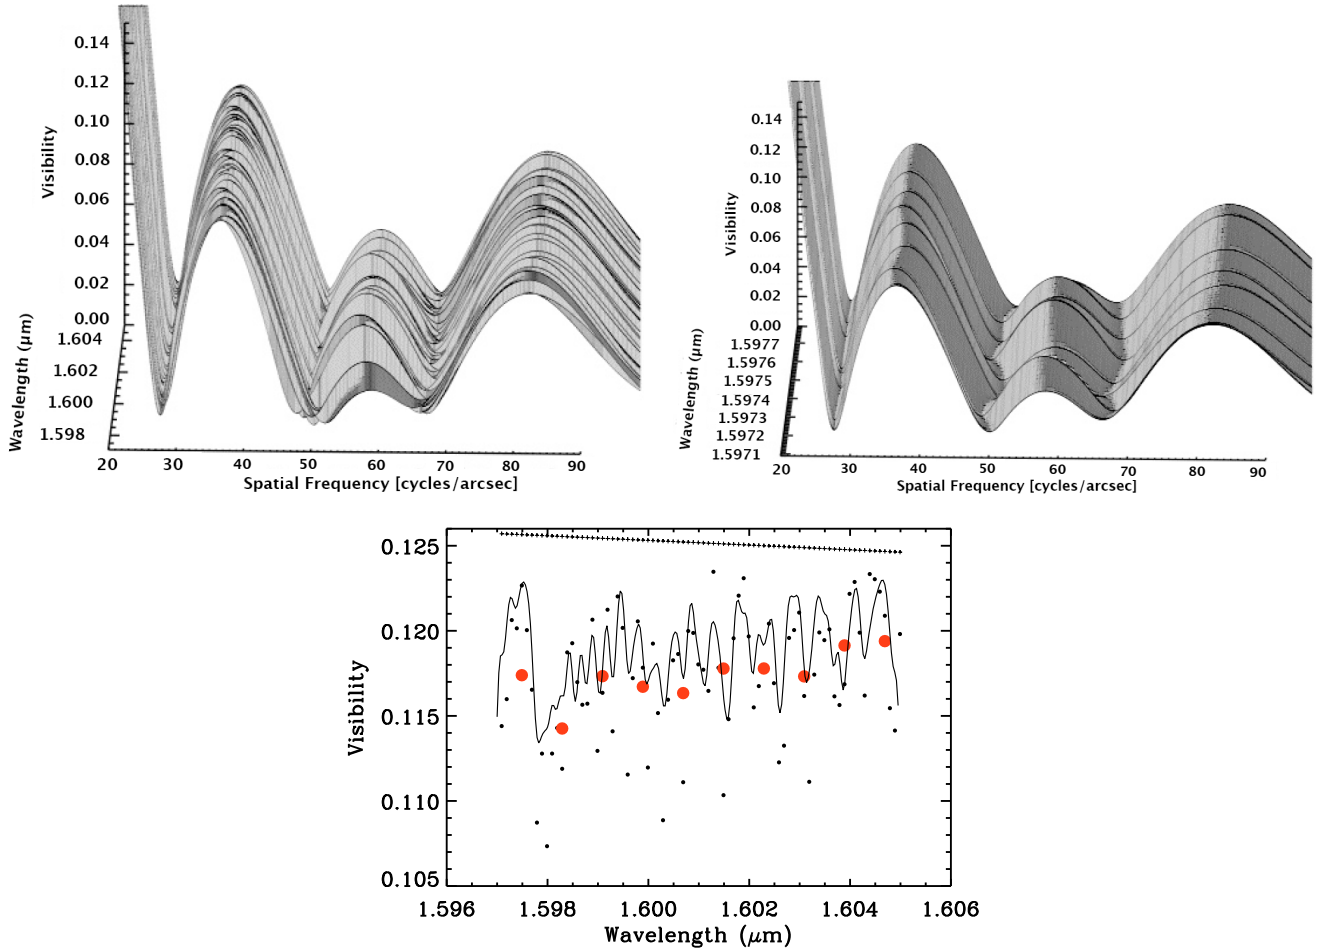 0.14
0.12
0.10
0.08
0.06
0.04
0.02
0.00
Visibility
1.604
1.602
1.600
1.598
Wavelength (µm)
20 30 40 50 60 70 80 90
Spatial Frequency [cycles/arcsec]
0.14
0.12
0.10
0.08
0.06
0.04
0.02
0.00
Visibility
1.5977
1.5976
1.5975
1.5974
1.5973
1.5972
1.5971
Wavelength (µm)
20 30 40 50 60 70 80 90
Spatial Frequency [cycles/arcsec]
0.125
0.120
0.115
0.110
0.105
Visibility
1.596 1.598 1.600 1.602 1.604 1.606
Wavelength (µm)